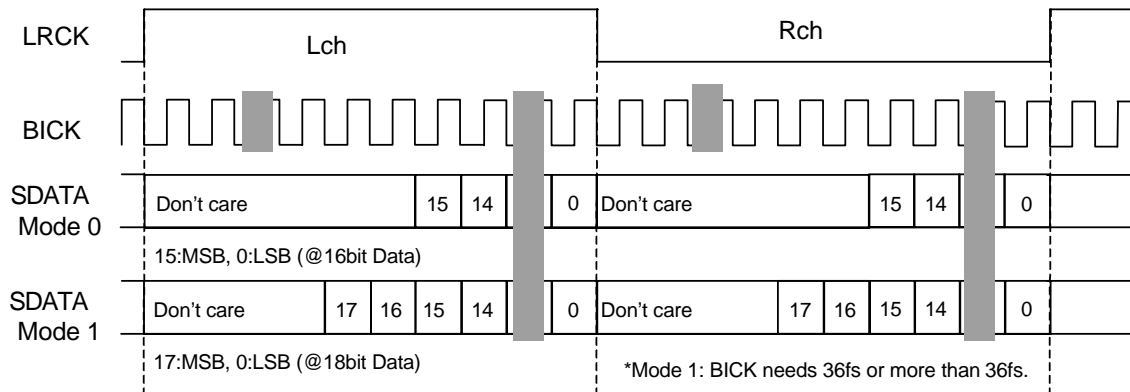 LRCK
Lch
Rch
BICK
SDATA
Mode 0
Don't care
15
14
0
Don't care
15
14
0
15:MSB, 0:LSB (@16bit Data)
SDATA
Mode 1
Don't care
17
16
15
14
0
Don't care
17
16
15
14
0
17:MSB, 0:LSB (@18bit Data)
*Mode 1: BICK needs 36fs or more than 36fs.